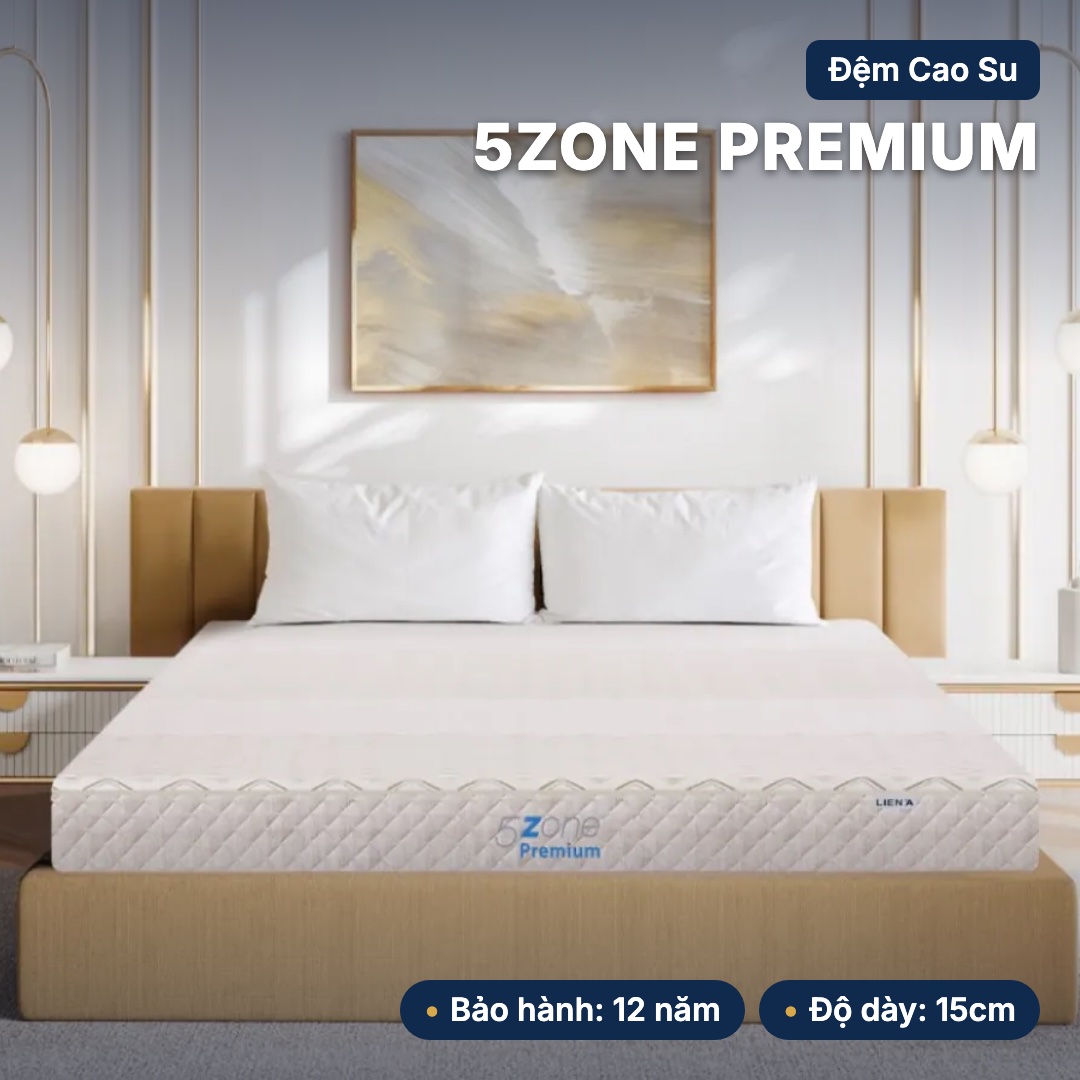 Đệm Cao Su
5ZONE PREMIUM
LIEN'A
5Zone
Premium
• Bảo hành: 12 năm
• Độ dày: 15cm